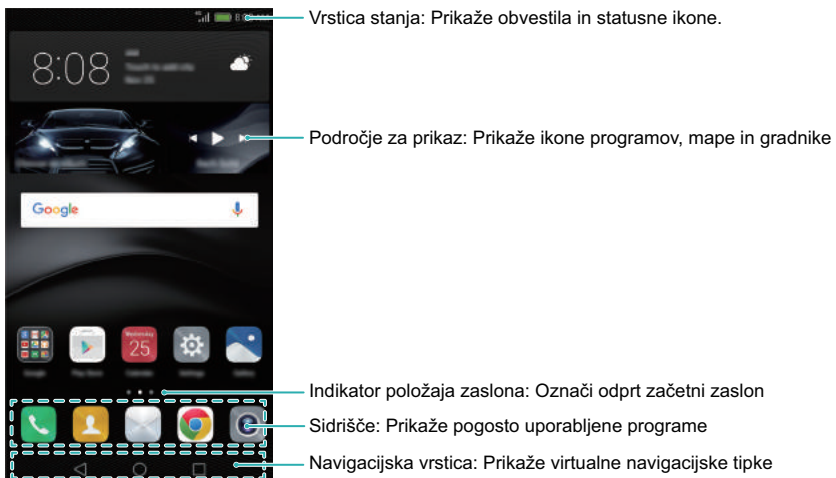 Vrstica stanja: Prikaže obvestila in statusne ikone.
8:08
Področje za prikaz: Prikaže ikone programov, mape in gradnike
Google
Wednesday
25
Indikator položaja zaslona: Označi odprt začetni zaslon
Sidrišče: Prikaže pogosto uporabljene programe
Navigacijska vrstica: Prikaže virtualne navigacijske tipke